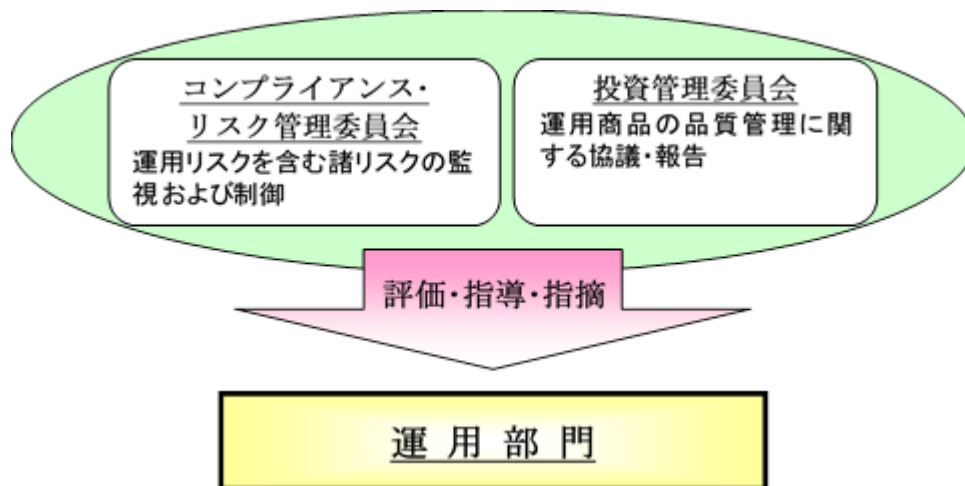 コンプライアンス・
リスク管理委員会
運用リスクを含む諸リスクの監
視および制御
投資管理委員会
運用商品の品質管理に関
する協議・報告
評価・指導・指摘
運用部門